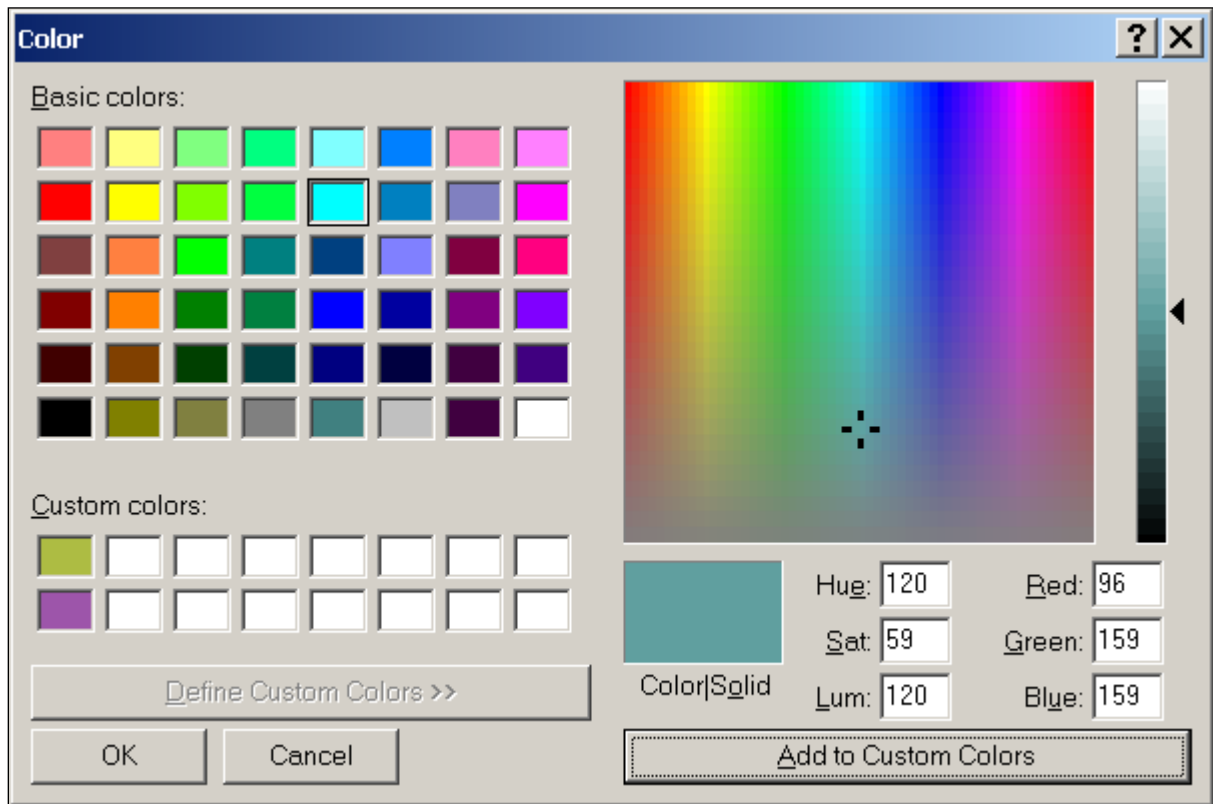 Color
Basic colors:
Custom colors:
Define Custom Colors >>
OK Cancel
Color|Solid
Hue: 120 Red: 96
Sat: 59 Green: 159
Lum: 120 Blue: 159
Add to Custom Colors